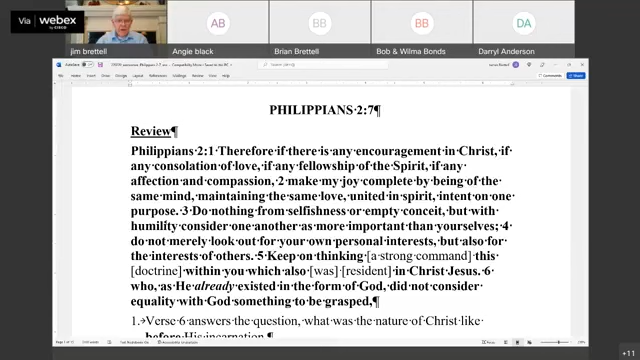 Via webex
by CISCO
AB
BB
BB
DA
jim brettell
Angie black
Brian Brettell
Bob & Wilma Bonds
Darryl Anderson
Comments
Share
PHILIPPIANS·2:7¶
Review¶
Philippians·2:1·Therefore·if·there·is·any·encouragement·in·Christ,·if·
any·consolation·of·love,·if·any·fellowship·of·the·Spirit,·if·any·
affection·and·compassion,·2·make·my·joy·complete·by·being·of·the·
same·mind,·maintaining·the·same·love,·united·in·spirit,·intent·on·one·
purpose.·3·Do·nothing·from·selfishness·or·empty·conceit,·but·with·
humility·consider·one·another·as·more·important·than·yourselves;·4·
do·not·merely·look·out·for·your·own·personal·interests,·but·also·for·
the·interests·of·others.·5·Keep·on·thinking·[a·strong·command]·this·
[doctrine]·within·you·which·also·[was]·[resident]·in·Christ·Jesus.·6·
who,·as·He·already·existed·in·the·form·of·God,·did·not·consider·
equality·with·God·something·to·be·grasped,¶
1.→Verse·6·answers·the·question,·what·was·the·nature·of·Christ·like·
before·His·incarnation.¶
+11